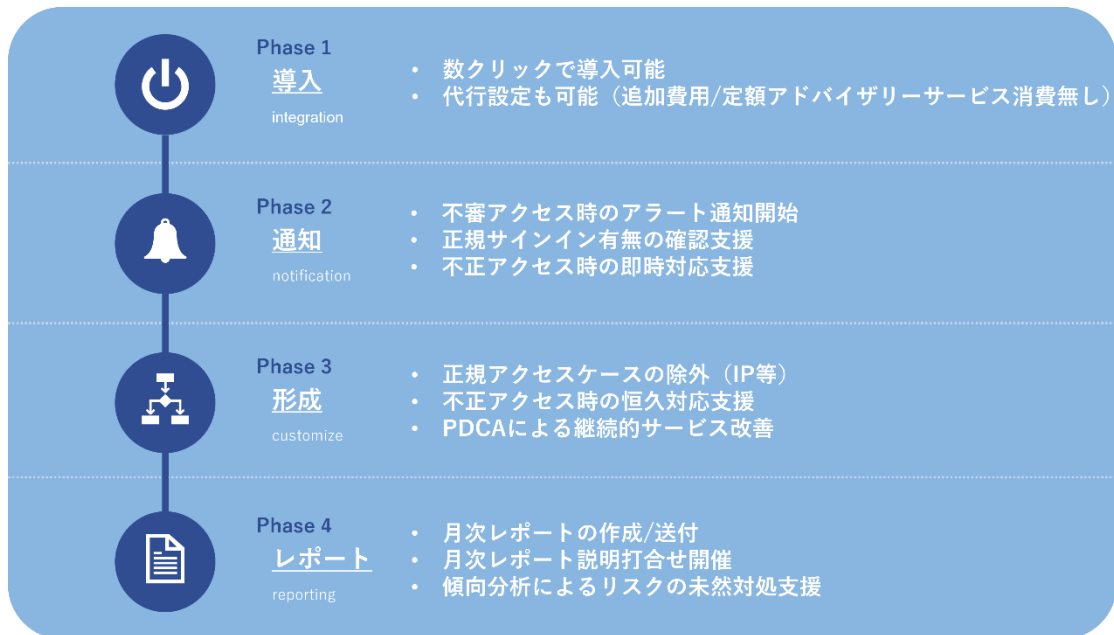 Phase 1
導入
integration
• 数クリックで導入可能
• 代行設定も可能（追加費用/定額アドバイザリーサービス消費無し）
Phase 2
通知
notification
• 不審アクセス時のアラート通知開始
• 正規サインイン有無の確認支援
• 不正アクセス時の即時対応支援
Phase 3
形成
customize
• 正規アクセスケースの除外（IP等）
• 不正アクセス時の恒久対応支援
• PDCAによる継続的サービス改善
Phase 4
レポート
reporting
• 月次レポートの作成/送付
• 月次レポート説明打合せ開催
• 傾向分析によるリスクの未然対処支援